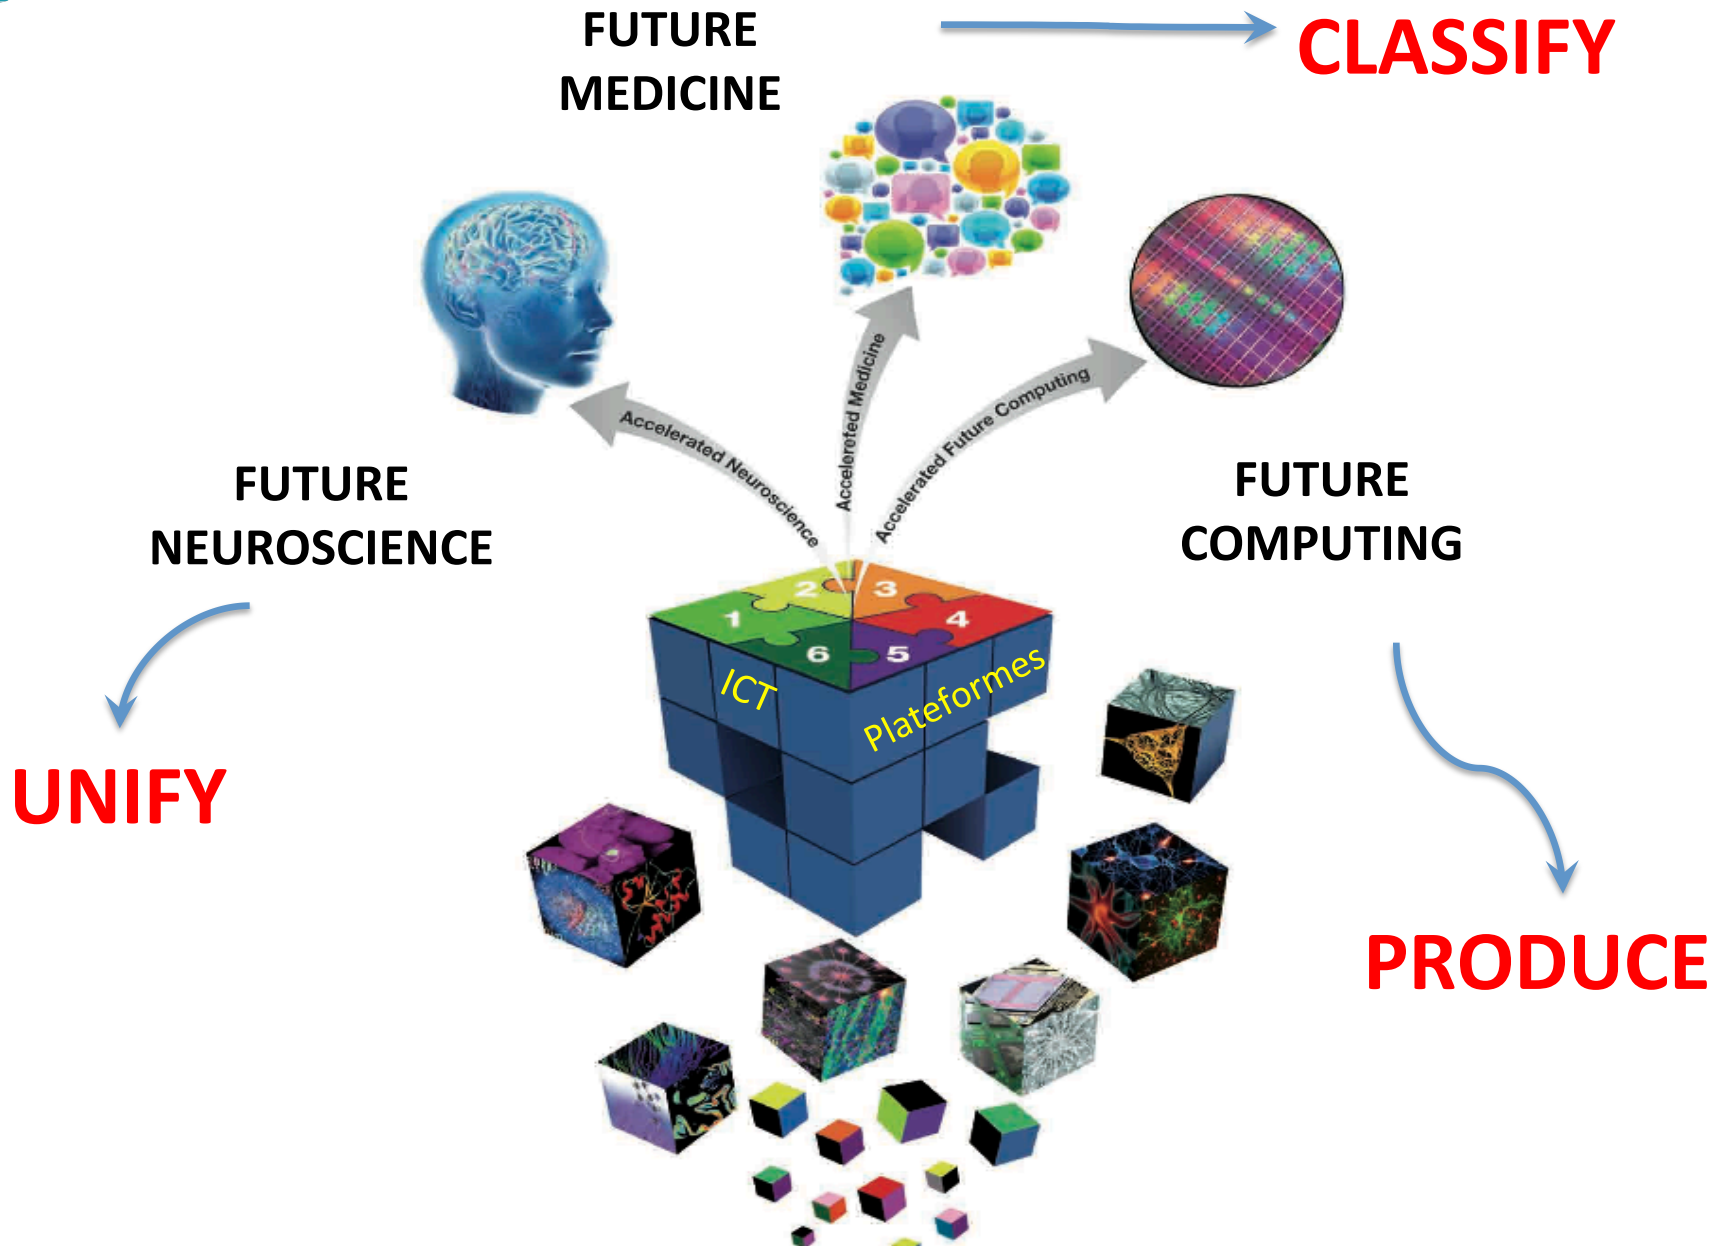 FUTURE
MEDICINE
CLASSIFY
Accelerated Neuroscience
Accelereted Medicine
Accelerated Future Computing
FUTURE
NEUROSCIENCE
FUTURE
COMPUTING
2
3
1
4
6
5
ICT
Plateformes
UNIFY
PRODUCE